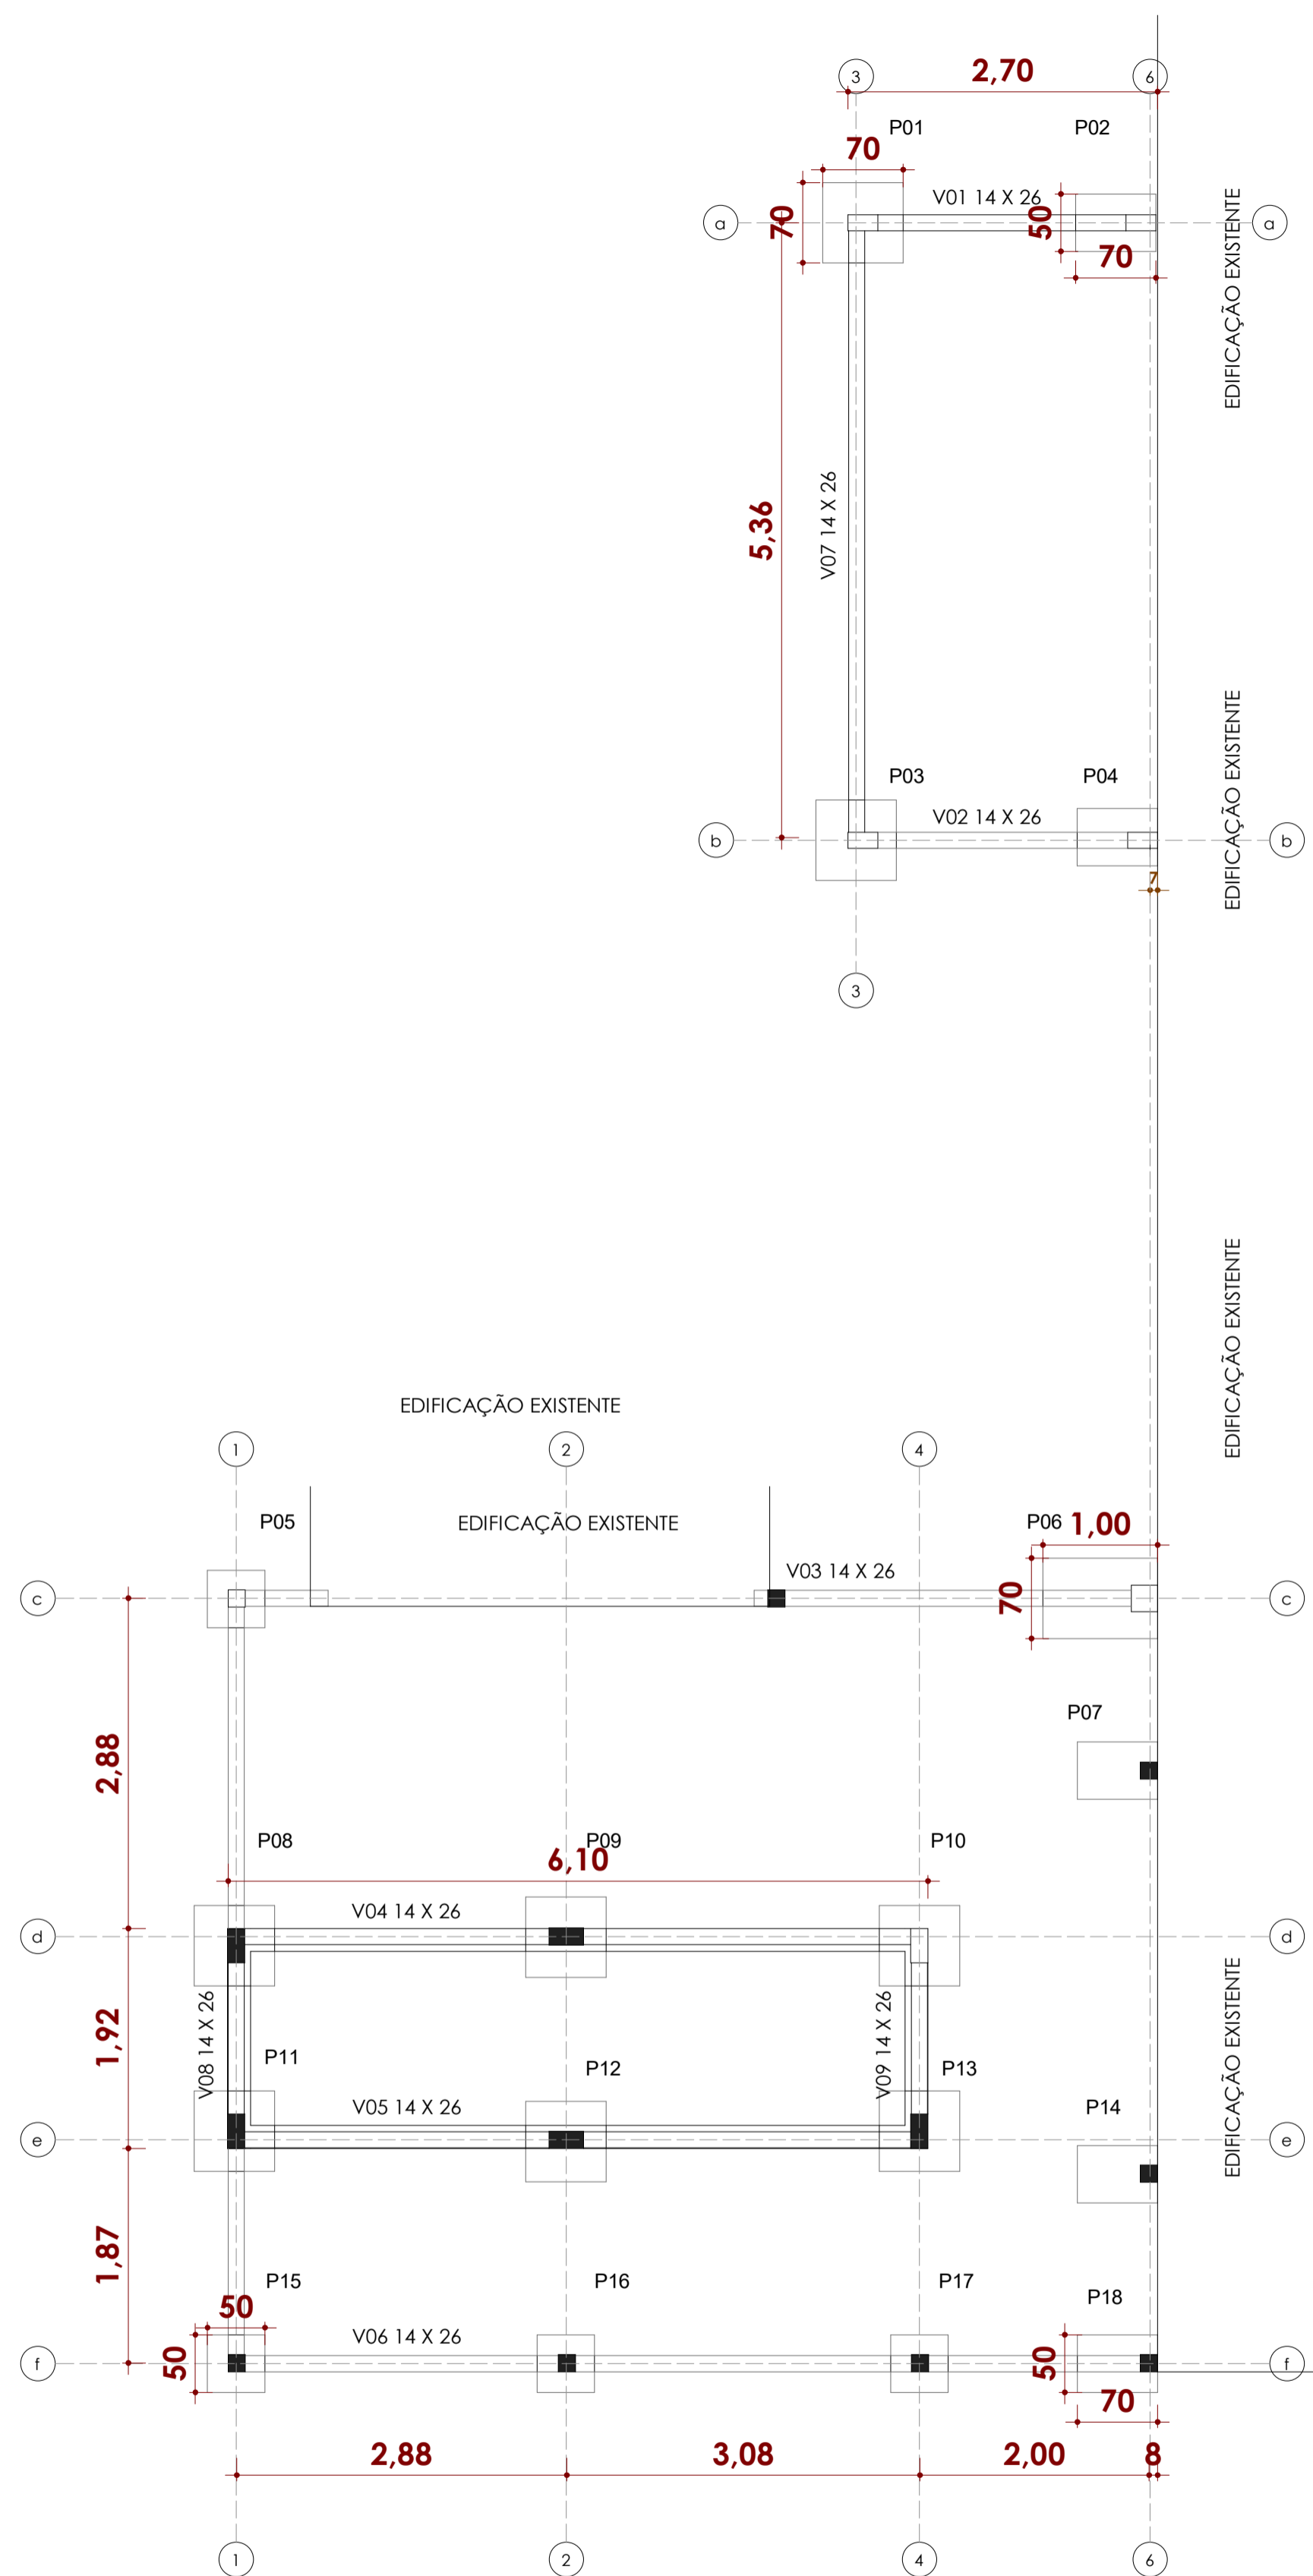 3
2,70
6
P01
P02
70
V01 14 X 26
a
70
50
a
70
EDIFICAÇÃO EXISTENTE
V07 14 X 26
5,36
P03
P04
V02 14 X 26
EDIFICAÇÃO EXISTENTE
b
b
7
3
EDIFICAÇÃO EXISTENTE
EDIFICAÇÃO EXISTENTE
1
2
4
P05
EDIFICAÇÃO EXISTENTE
P06
1,00
V03 14 X 26
c
70
c
P07
2,88
P08
P09
P10
6,10
V04 14 X 26
d
d
V08 14 X 26
V09 14 X 26
EDIFICAÇÃO EXISTENTE
1,92
P11
P12
P13
V05 14 X 26
P14
e
e
1,87
P15
P16
P17
P18
50
V06 14 X 26
f
50
50
f
70
2,88
3,08
2,00
8
1
2
4
6